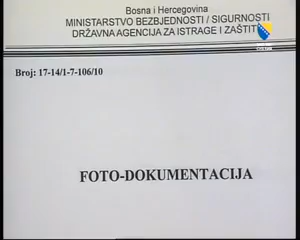 Bosna i Hercegovina
MINISTARSTVO BEZBJEDNOSTI / SIGURNOSTI
DRŽAVNA AGENCIJA ZA ISTRAGE I ZAŠTITU
Broj: 17-14/1-7-106/10
FOTO-DOKUMENTACIJA